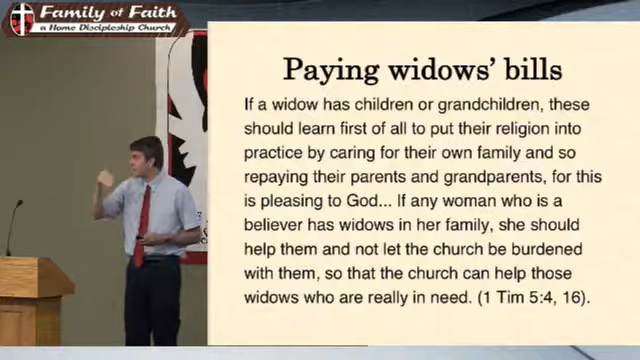 Family of Faith
a Home Discipleship Church
Paying widows' bills
If a widow has children or grandchildren, these
should learn first of all to put their religion into
practice by caring for their own family and so
repaying their parents and grandparents, for this
is pleasing to God... If any woman who is a
believer has widows in her family, she should
help them and not let the church be burdened
with them, so that the church can help those
widows who are really in need. (1 Tim 5:4, 16).